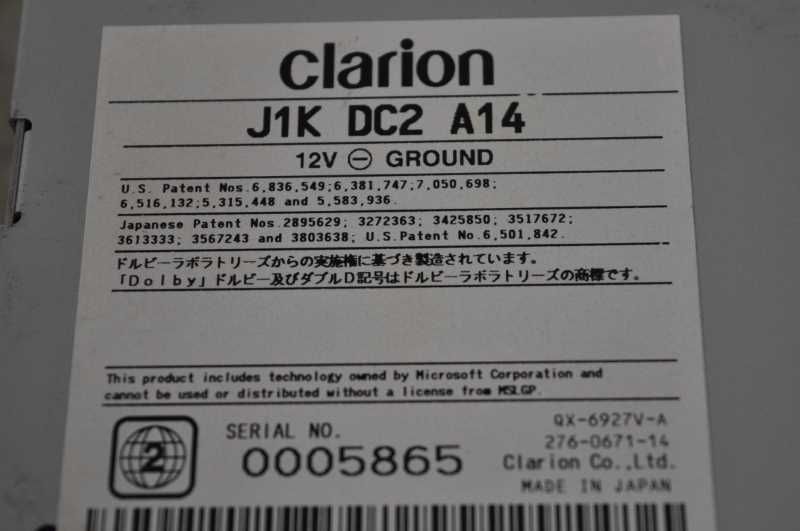 clarion
J1K DC2 A14
12V ⊖ GROUND
U.S. Patent Nos.6,836,549;6,381,747;7,050,698;
6,516,132;5,315,448 and 5,583,936.
Japanese Patent Nos.2895629; 3272363; 3425850; 3517672;
3613333; 3567243 and 3803638; U.S.Patent No.6,501,842.
ドルビーラボラトリーズからの実施権に基づき製造されています。
「Dolby」ドルビー及びダブルD記号はドルビーラボラトリーズの商標です。
This product includes technology owned by Microsoft Corporation and
cannot be used or distributed without a license from MSLGP.
2
SERIAL NO.
0005865
QX-6927V-A
276-0671-14
Clarion Co.,Ltd.
MADE IN JAPAN